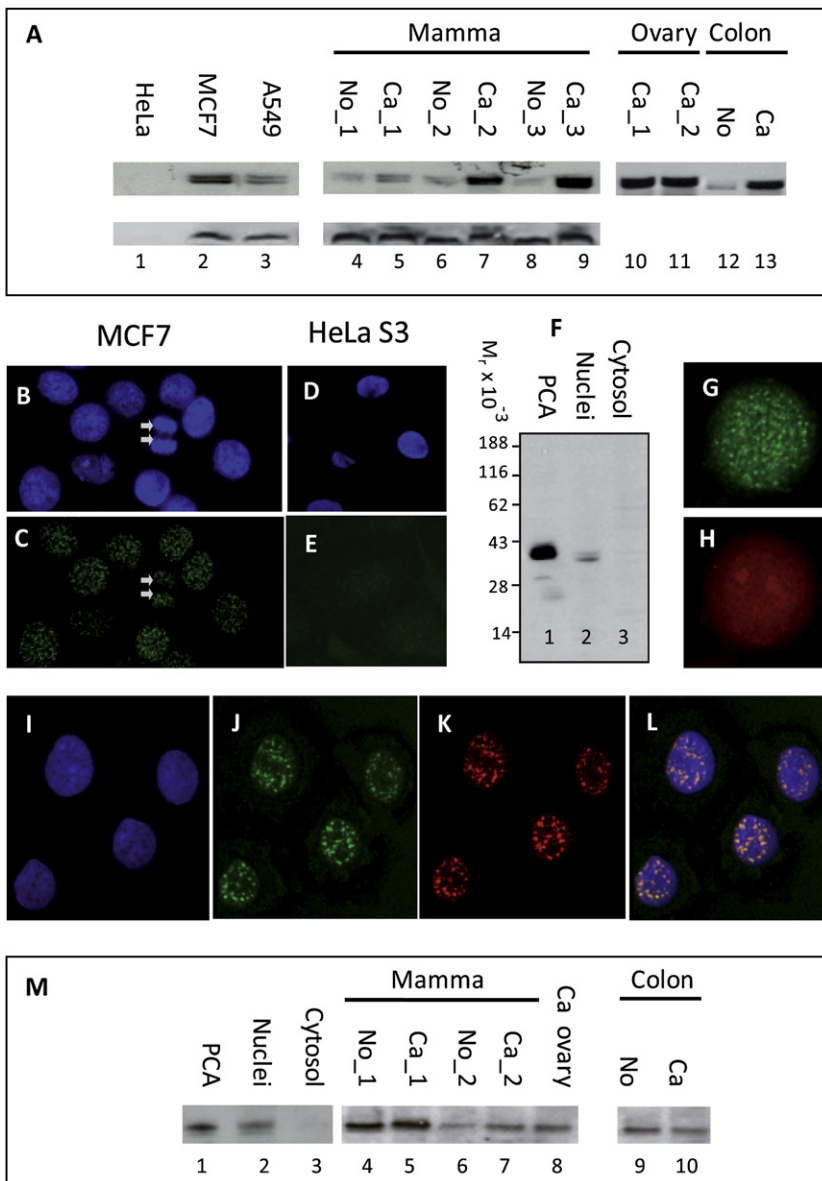 A
Mamma
Ovary Colon
HeLa MCF7 A549 No_1 Ca_1 No_2 Ca_2 No_3 Ca_3 Ca_1 Ca_2 No Ca
1 2 3 4 5 6 7 8 9 10 11 12 13
MCF7
HeLa S3
B
C
D
E
F
Mr x 10-3
PCA Nuclei Cytosol
188
116
62
43
28
14
1 2 3
G
H
I
J
K
L
M
Mamma
Colon
PCA Nuclei Cytosol No_1 Ca_1 No_2 Ca_2 Ca ovary No Ca
1 2 3 4 5 6 7 8 9 10